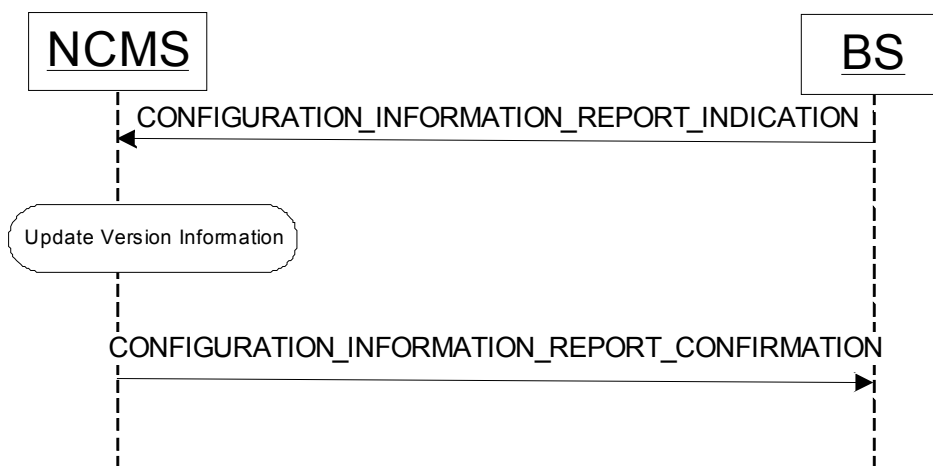 NCMS
BS
CONFIGURATION_INFORMATION_REPORT_INDICATION
Update Version Information
CONFIGURATION_INFORMATION_REPORT_CONFIRMATION